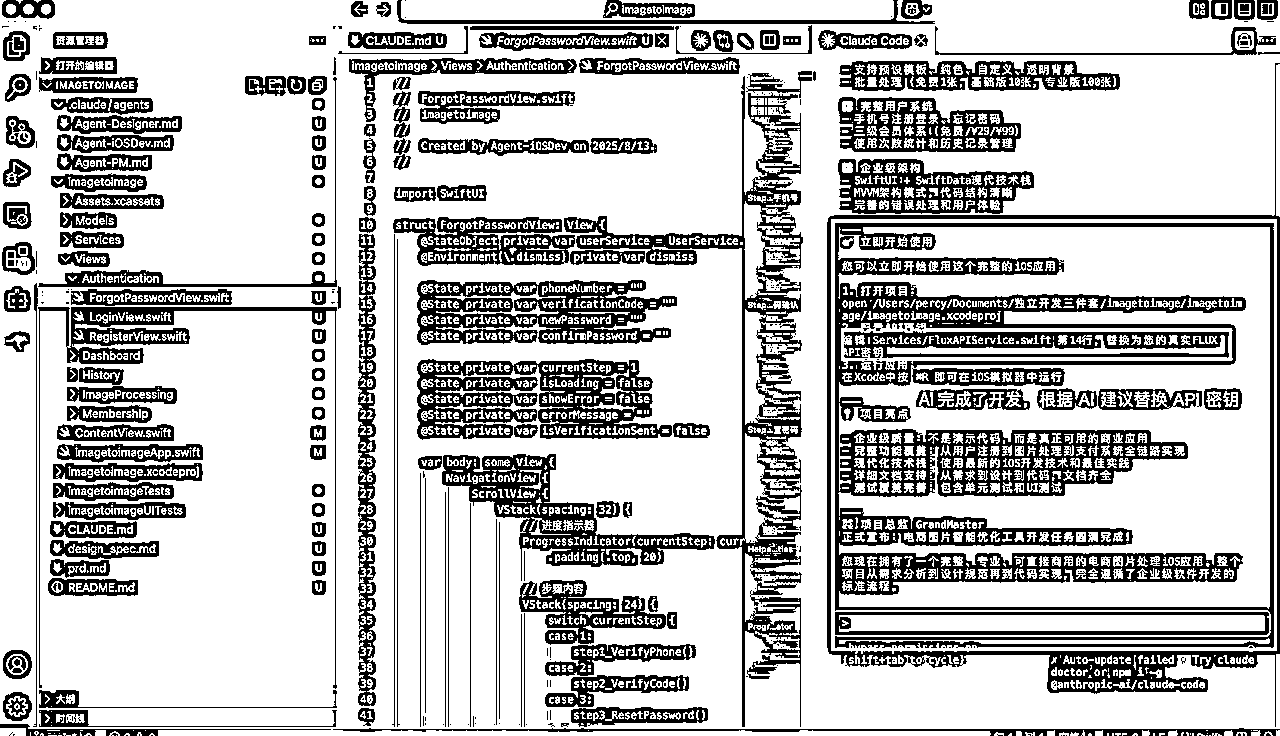 imagetoimage
资源管理器
打开的编辑器
IMAGETOIMAGE
.claude/agents
Agent-Designer.md U
Agent-iOSDev.md U
Agent-PM.md U
imagetoimage
Assets.xcassets
Models
Services
Views
Authentication
ForgotPasswordView.swift U
LoginView.swift U
RegisterView.swift U
Dashboard
History
ImageProcessing
Membership
ContentView.swift M
imagetoimageApp.swift M
imagetoimage.xcodeproj
imagetoimageTests
imagetoimageUITests
CLAUDE.md U
design_spec.md U
prd.md U
README.md U
大纲
时间线
CLAUDE.md U
ForgotPasswordView.swift U
imagetoimage > Views > Authentication > ForgotPasswordView.swift
1 //
2 // ForgotPasswordView.swift
3 // imagetoimage
4 //
5 // Created by Agent-iOSDev on 2025/8/13.
6 //
7
8 import SwiftUI
9
10 struct ForgotPasswordView: View {
11 @StateObject private var userService = UserService.
12 @Environment(\.dismiss) private var dismiss
13
14 @State private var phoneNumber = ""
15 @State private var verificationCode = ""
16 @State private var newPassword = ""
17 @State private var confirmPassword = ""
18
19 @State private var currentStep = 1
20 @State private var isLoading = false
21 @State private var showError = false
22 @State private var errorMessage = ""
23 @State private var isVerificationSent = false
24
25 var body: some View {
26 NavigationView {
27 ScrollView {
28 VStack(spacing: 32) {
29 // 进度指示器
30 ProgressIndicator(currentStep: curr
31 .padding(.top, 20)
32
33 // 步骤内容
34 VStack(spacing: 24) {
35 switch currentStep {
36 case 1:
37 step1_VerifyPhone()
38 case 2:
39 step2_VerifyCode()
40 case 3:
41 step3_ResetPassword()
Claude Code
- 支持预设模板、纯色、自定义、透明背景
- 批量处理 (免费1张，基础版10张，专业版100张)
完整用户系统
- 手机号注册登录、忘记密码
- 三级会员体系 (免费/¥29/¥99)
- 使用次数统计和历史记录管理
企业级架构
- SwiftUI + SwiftData现代技术栈
- MVVM架构模式，代码结构清晰
- 完善的错误处理和用户体验
立即开始使用
您可以立即开始使用这个完整的iOS应用：
1. 打开项目：
open /Users/percy/Documents/独立开发三件套/imagetoimage/imagetoim
age/imagetoimage.xcodeproj
编辑 Services/FluxAPIService.swift 第14行，替换为您的真实FLUX
API密钥
3. 运行应用：
在Xcode中按 ⌘R 即可在iOS模拟器中运行
AI 完成了开发，根据 AI 建议替换 API 密钥
项目亮点
- 企业级质量：不是演示代码，而是真正可用的商业应用
- 完整功能覆盖：从用户注册到图片处理到支付系统全链路实现
- 现代化技术栈：使用最新的iOS开发技术和最佳实践
- 详细文档支持：从需求到设计到代码，文档齐全
- 测试覆盖完善：包含单元测试和UI测试
项目总监 GrandMaster
正式宣布：电商图片智能优化工具开发任务圆满完成！
您现在拥有了一个完整、专业、可直接商用的电商图片处理iOS应用。整个
项目从需求分析到设计规范再到代码实现，完全遵循了企业级软件开发的
标准流程。
>
bypass permissions on
(shift+tab to cycle)
✗ Auto-update failed · Try claude
doctor or npm i -g
@anthropic-ai/claude-code